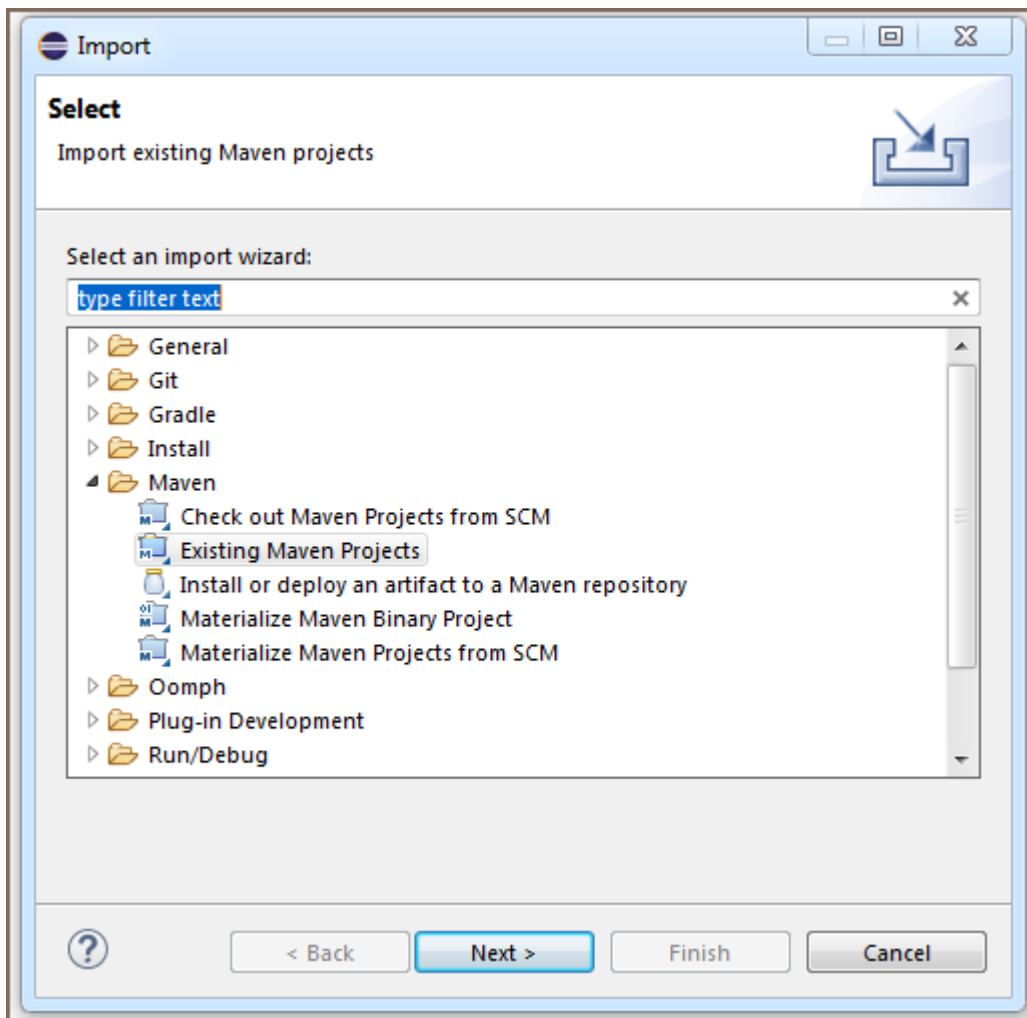 Import
Select
Import existing Maven projects
Select an import wizard:
type filter text
General
Git
Gradle
Install
Maven
Check out Maven Projects from SCM
Existing Maven Projects
Install or deploy an artifact to a Maven repository
Materialize Maven Binary Project
Materialize Maven Projects from SCM
Oomph
Plug-in Development
Run/Debug
? < Back Next > Finish Cancel